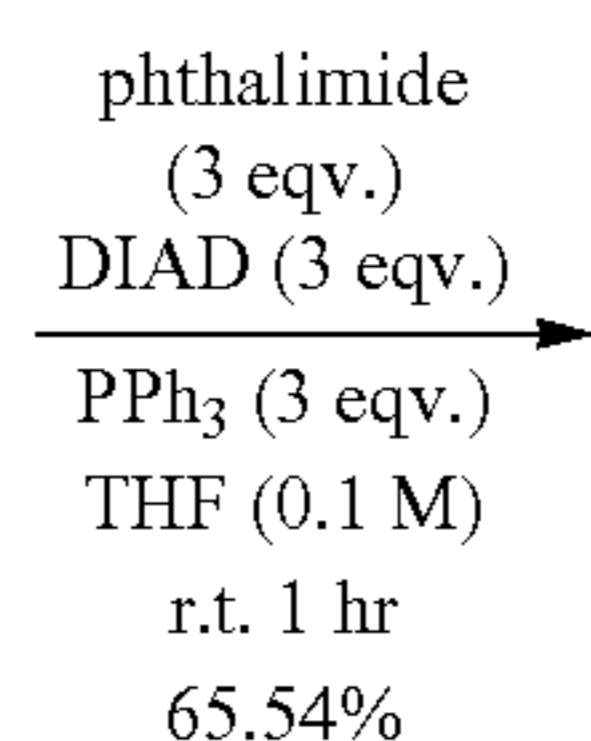 phthalimide
(3 eqv.)
DIAD (3 eqv.)
PPh₃ (3 eqv.)
THF (0.1 M)
r.t. 1 hr
65.54%